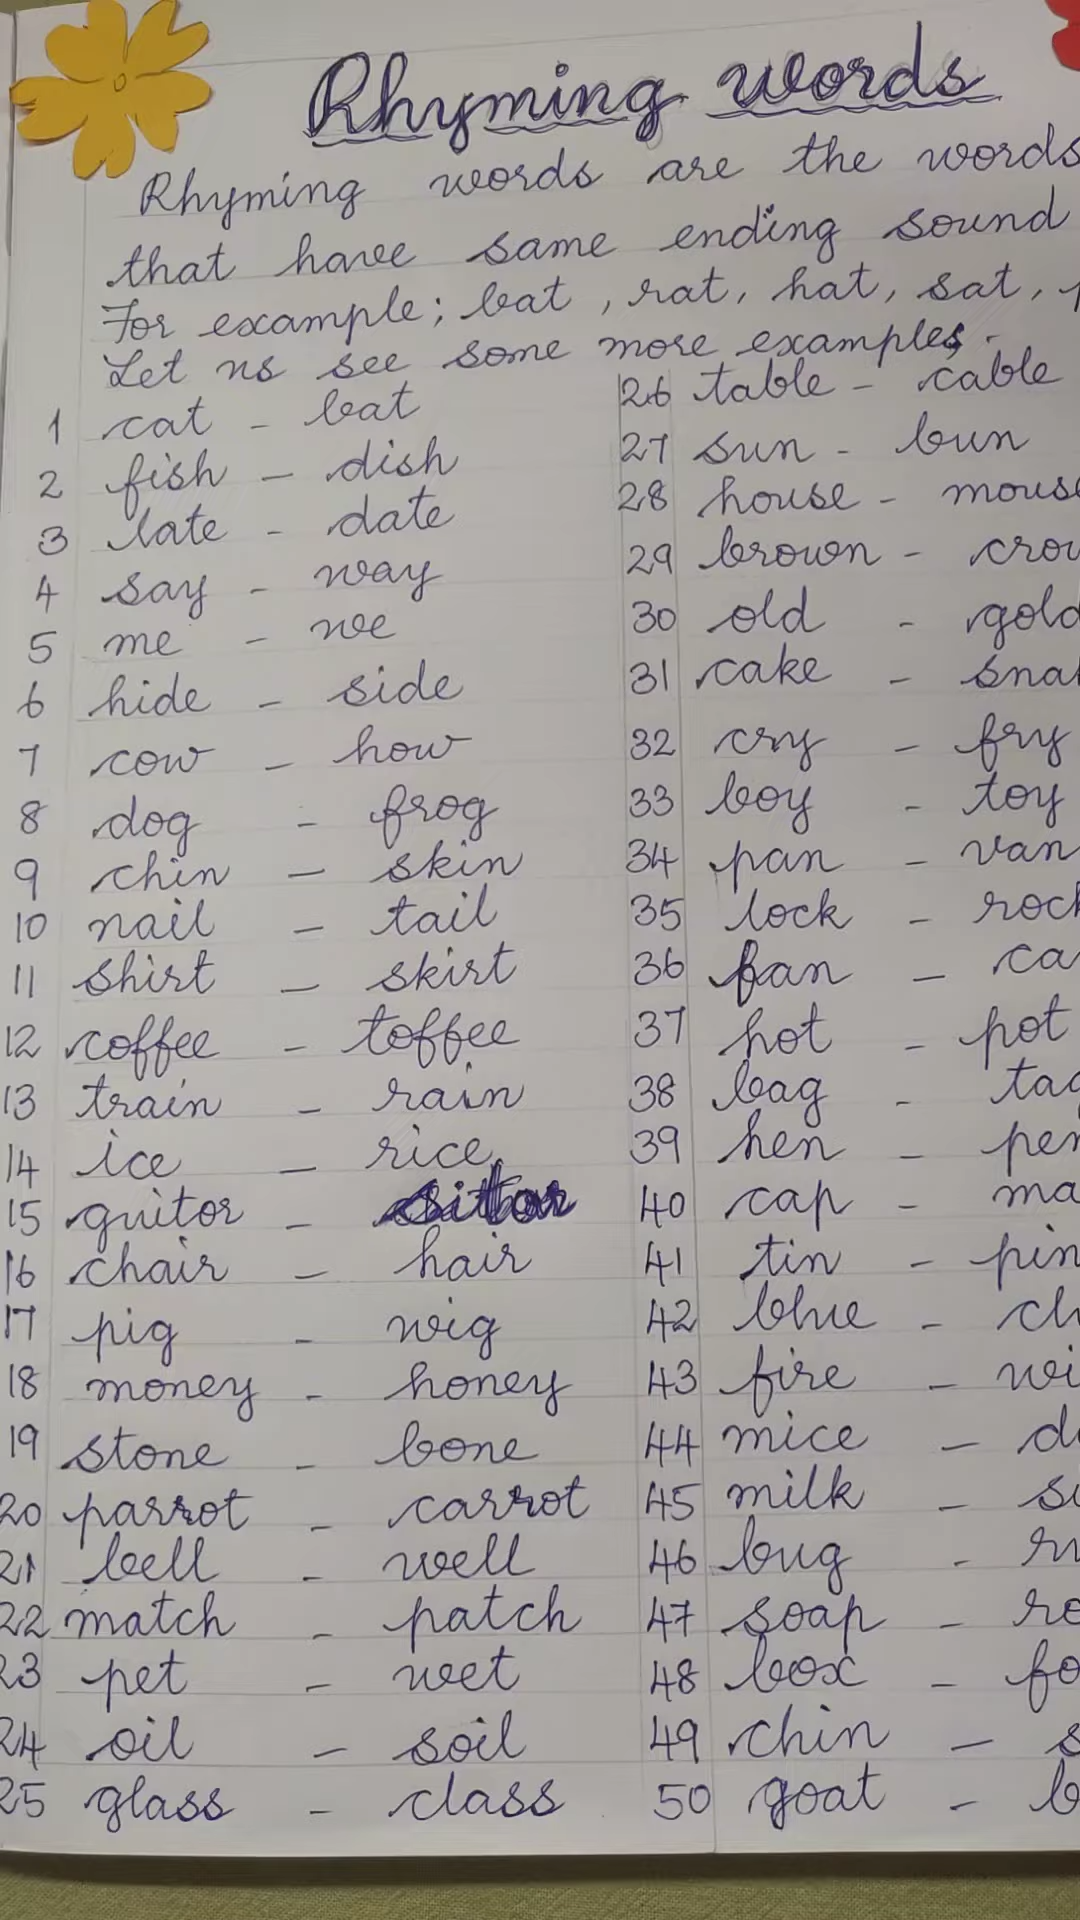 Rhyming words
Rhyming words are the words
that have same ending sound
For example; bat , rat, hat, sat,
Let us see some more examples -
1 cat - bat
2 fish - dish
3 late - date
4 say - way
5 me - we
6 hide - side
7 cow - how
8 dog - frog
9 chin - skin
10 nail - tail
11 shirt - skirt
12 coffee - toffee
13 train - rain
14 ice - rice
15 guitor - sitor
16 chair - hair
17 pig - wig
18 money - honey
19 stone - bone
20 parrot - carrot
21 bell - well
22 match - patch
23 pet - wet
24 oil - soil
25 glass - class
26 table - cable
27 sun - bun
28 house - mouse
29 brown -
30 old - gold
31 cake -
32 cry - fry
33 boy - toy
34 pan - van
35 lock - rock
36 fan -
37 hot - pot
38 bag - tag
39 hen - pen
40 cap -
41 tin - pin
42 blue -
43 fire -
44 mice -
45 milk -
46 bug -
47 soap -
48 box -
49 chin -
50 goat -